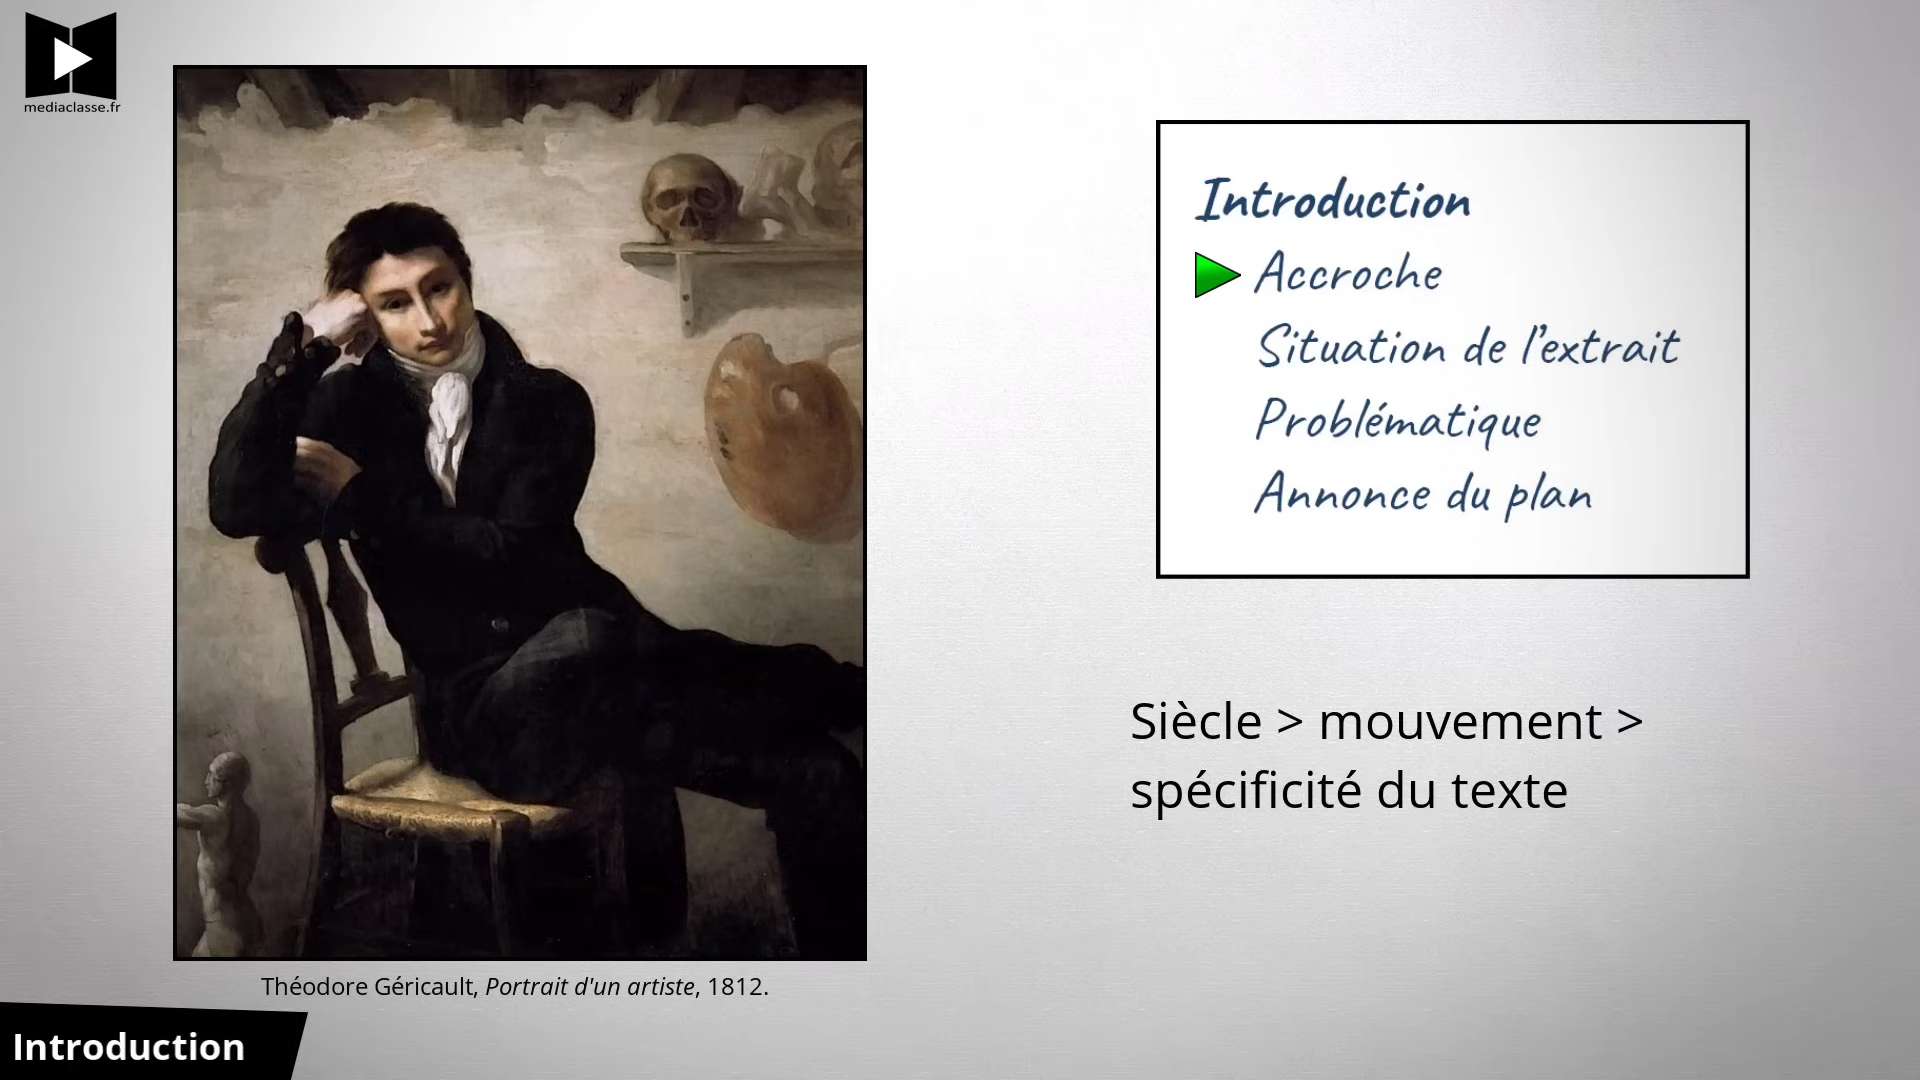 mediaclasse.fr
Introduction
Accroche
Situation de l'extrait
Problématique
Annonce du plan
Siècle > mouvement >
spécificité du texte
Théodore Géricault, Portrait d'un artiste, 1812.
Introduction